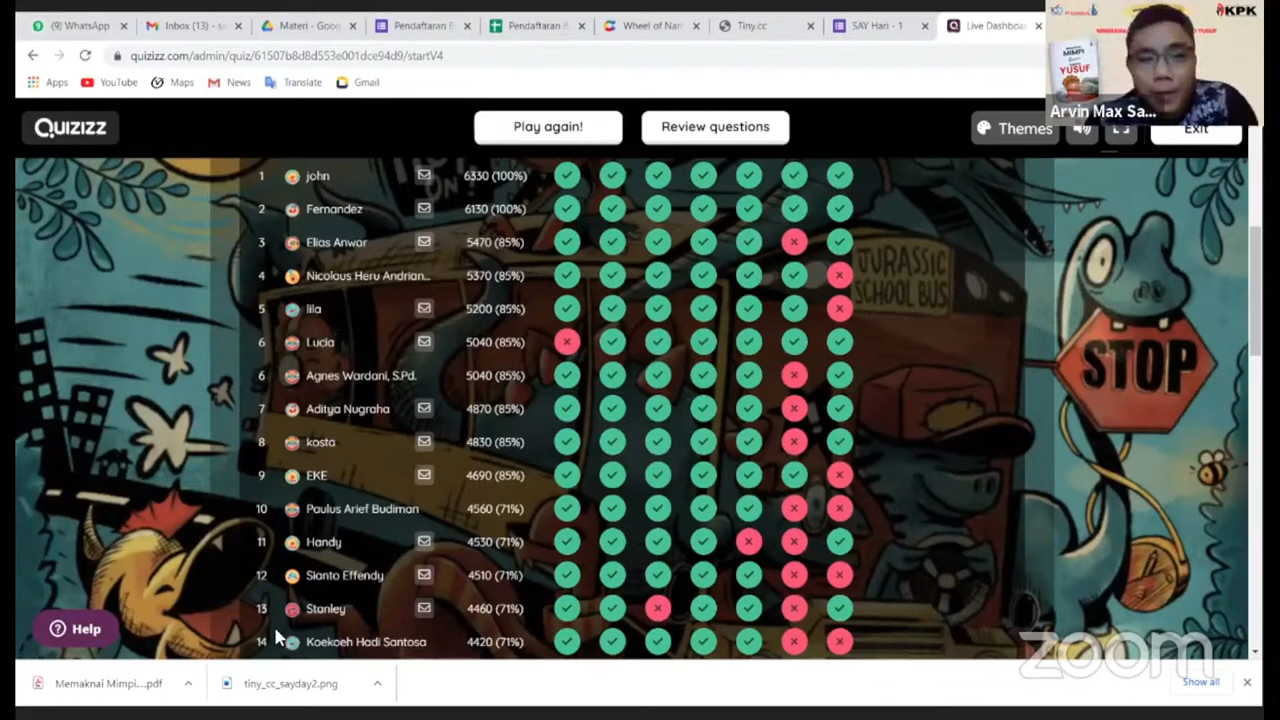 (9) WhatsApp
Inbox (13) - sa
Materi - Goog
Pendaftaran
Pendaftaran B
Wheel of Nam
Tiny.cc
SAY Hari - 1
Live Dashboa
KPK
MIMPI
YUSUF
Arvin Max Sa...
quizizz.com/admin/quiz/61507b8d8d553e001dce94d9/startV4
Apps
YouTube
Maps
News
Translate
Gmail
Quizizz
Play again!
Review questions
Themes
Exit
1 john 6330 (100%)
2 Fernandez 6130 (100%)
3 Elias Anwar 5470 (85%)
4 Nicolaus Heru Andrian... 5370 (85%)
5 lila 5200 (85%)
6 Lucia 5040 (85%)
6 Agnes Wardani, S.Pd. 5040 (85%)
7 Aditya Nugraha 4870 (85%)
8 kosta 4830 (85%)
9 EKE 4690 (85%)
10 Paulus Arief Budiman 4560 (71%)
11 Handy 4530 (71%)
12 Sianto Effendy 4510 (71%)
13 Stanley 4460 (71%)
14 Koekoeh Hadi Santosa 4420 (71%)
JURASSIC
SCHOOL BUS
STOP
Help
zoom
Memaknai Mimpi....pdf
tiny_cc_sayday2.png
Show all